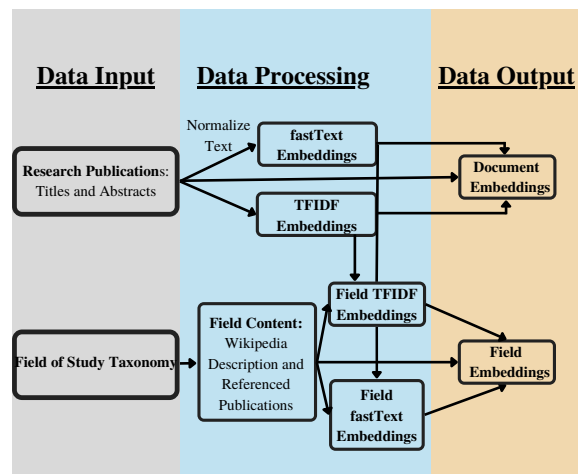 Data Input
Data Processing
Data Output
Normalize
Text
fastText
Embeddings
Research Publications:
Titles and Abstracts
Document
Embeddings
TFIDF
Embeddings
Field TFIDF
Embeddings
Field Content:
Wikipedia
Description and
Referenced
Publications
Field of Study Taxonomy
Field
Embeddings
Field
fastText
Embeddings